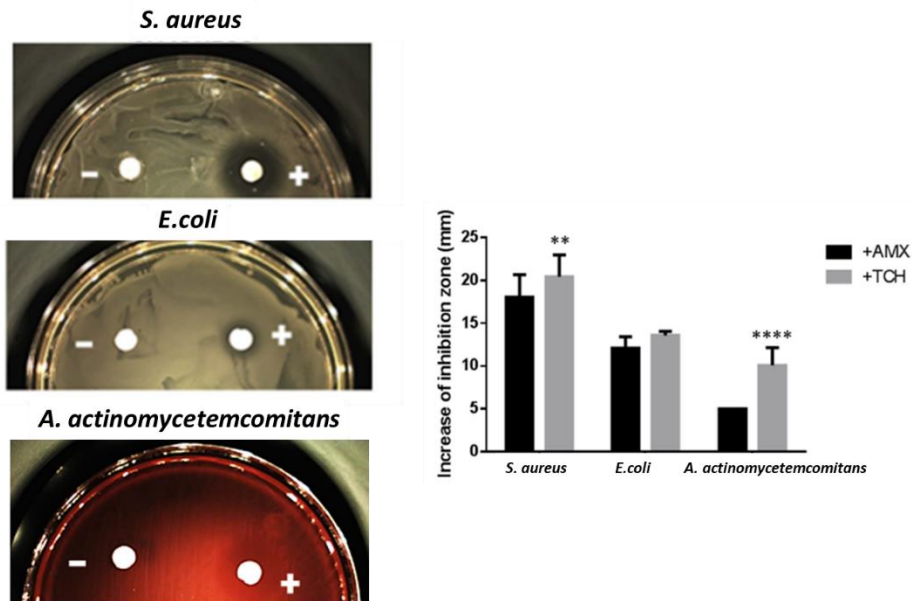 S. aureus
- +
E.coli
- +
A. actinomycetemcomitans
- +
Increase of inhibition zone (mm)
25
20
15
10
5
0
**
****
S. aureus E.coli A. actinomycetemcomitans
+AMX
+TCH